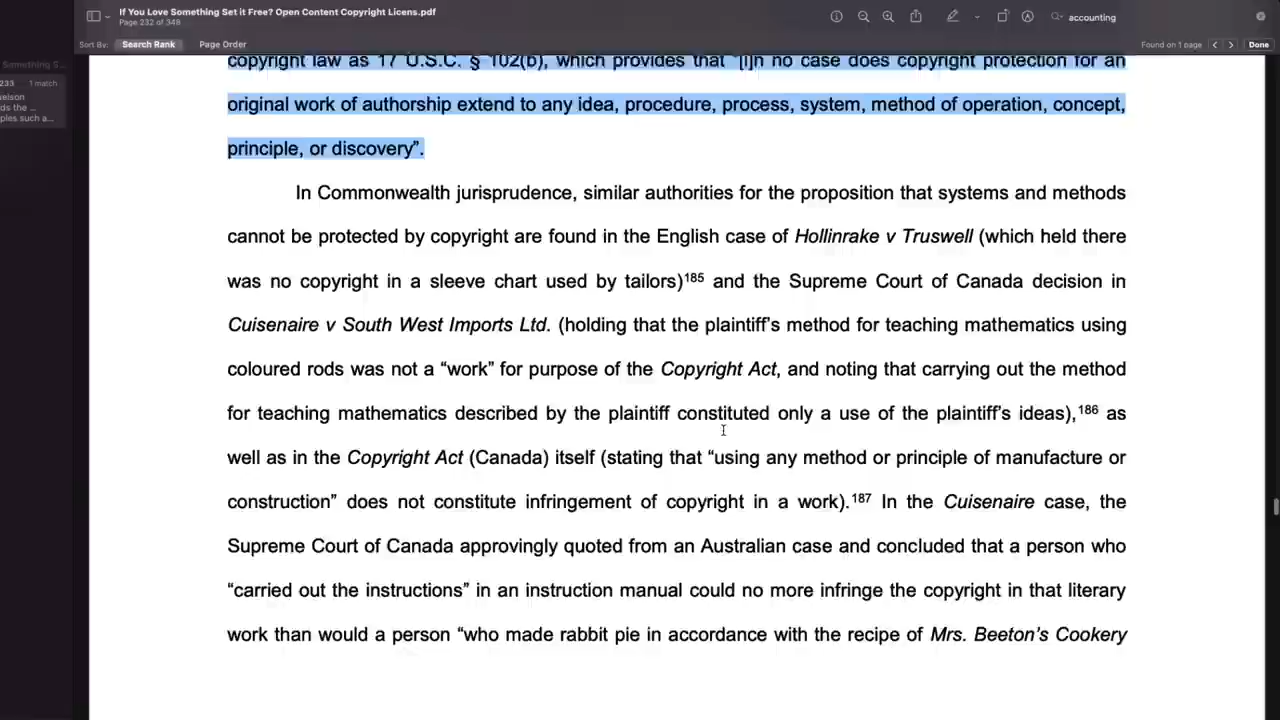 If You Love Something Set it Free? Open Content Copyright Licens.pdf
Page 232 of 348
accounting
Sort By: Search Rank Page Order
Found on 1 page
Done
Something S...
233 1 match
elson
ds the ...
ples such a...
copyright law as 17 U.S.C. § 102(b), which provides that “[i]n no case does copyright protection for an
original work of authorship extend to any idea, procedure, process, system, method of operation, concept,
principle, or discovery”.
In Commonwealth jurisprudence, similar authorities for the proposition that systems and methods
cannot be protected by copyright are found in the English case of Hollinrake v Truswell (which held there
was no copyright in a sleeve chart used by tailors)185 and the Supreme Court of Canada decision in
Cuisenaire v South West Imports Ltd. (holding that the plaintiff’s method for teaching mathematics using
coloured rods was not a “work” for purpose of the Copyright Act, and noting that carrying out the method
for teaching mathematics described by the plaintiff constituted only a use of the plaintiff’s ideas),186 as
well as in the Copyright Act (Canada) itself (stating that “using any method or principle of manufacture or
construction” does not constitute infringement of copyright in a work).187 In the Cuisenaire case, the
Supreme Court of Canada approvingly quoted from an Australian case and concluded that a person who
“carried out the instructions” in an instruction manual could no more infringe the copyright in that literary
work than would a person “who made rabbit pie in accordance with the recipe of Mrs. Beeton’s Cookery